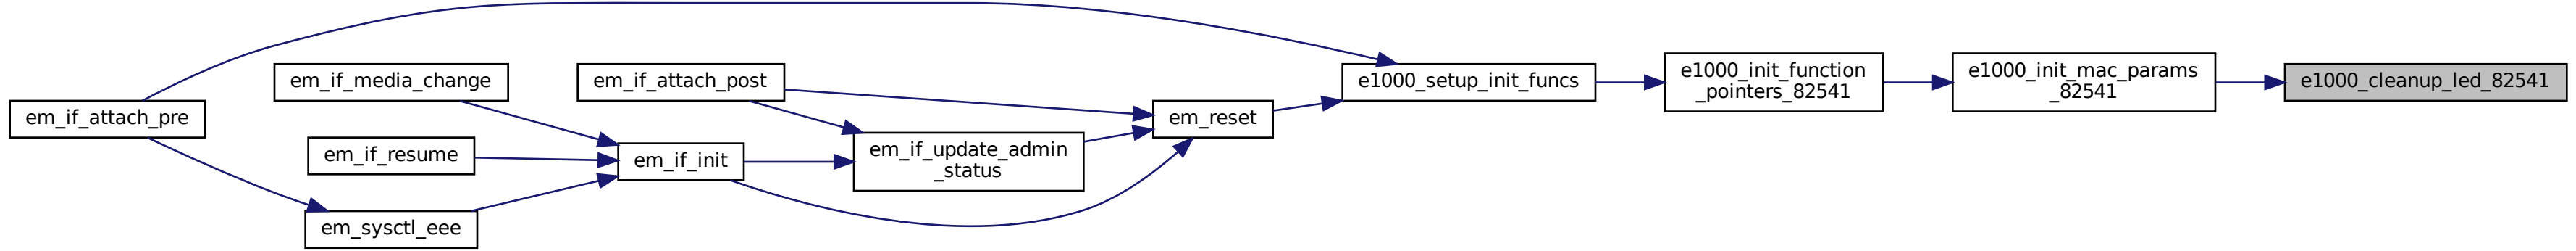 em_if_attach_pre
em_if_media_change
em_if_resume
em_sysctl_eee
em_if_attach_post
em_if_init
em_if_update_admin
_status
em_reset
e1000_setup_init_funcs
e1000_init_function
_pointers_82541
e1000_init_mac_params
_82541
e1000_cleanup_led_82541